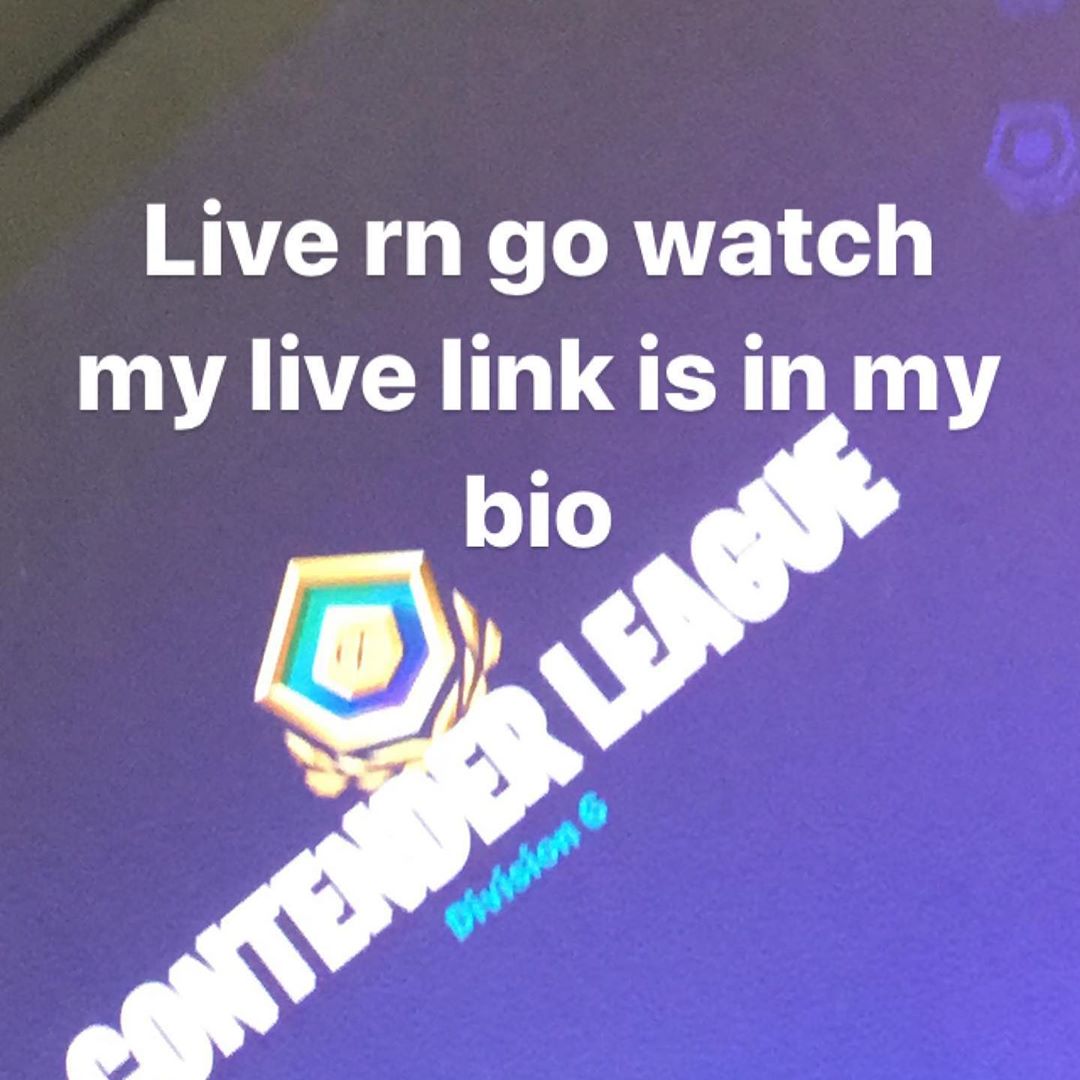 Live rn go watch
my live link is in my
bio
CONTENDER LEAGUE
Division 6